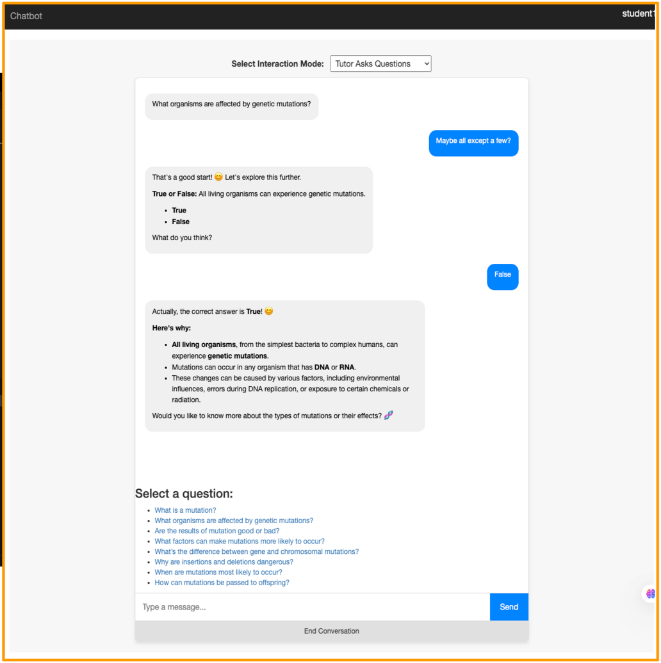 Chatbot
student1
Select Interaction Mode: Tutor Asks Questions
What organisms are affected by genetic mutations?
Maybe all except a few?
That's a good start! 😊 Let's explore this further.
True or False: All living organisms can experience genetic mutations.
• True
• False
What do you think?
False
Actually, the correct answer is True! 😊
Here's why:
• All living organisms, from the simplest bacteria to complex humans, can
experience genetic mutations.
• Mutations can occur in any organism that has DNA or RNA.
• These changes can be caused by various factors, including environmental
influences, errors during DNA replication, or exposure to certain chemicals or
radiation.
Would you like to know more about the types of mutations or their effects? 🧬
Select a question:
• What is a mutation?
• What organisms are affected by genetic mutations?
• Are the results of mutation good or bad?
• What factors can make mutations more likely to occur?
• What's the difference between gene and chromosomal mutations?
• Why are insertions and deletions dangerous?
• When are mutations most likely to occur?
• How can mutations be passed to offspring?
Type a message...
Send
End Conversation